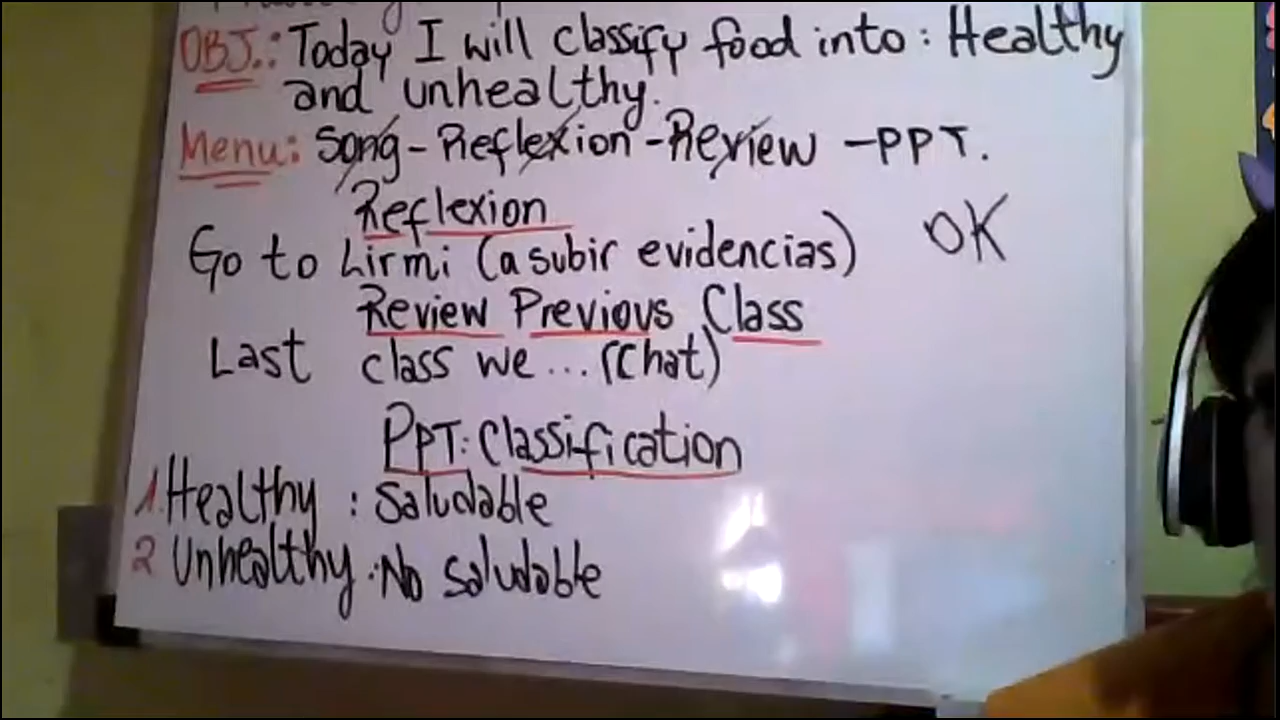 OBJ.: Today I will classify food into: Healthy
and unhealthy.
Menu: Song - Reflexion - Review - PPT.
Reflexion
Go to Lirmi (a subir evidencias) OK
Review Previous Class
Last class we... (Chat)
PPT: Classification
1. Healthy : Saludable
2 Unhealthy : No saludable